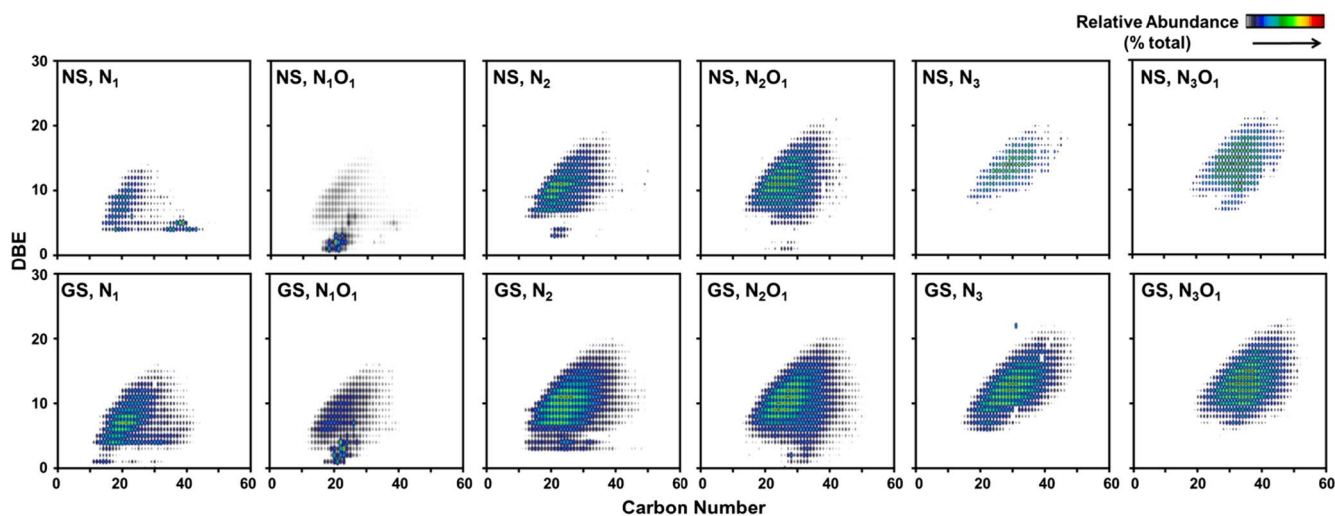 Relative Abundance
(% total)
NS, N₁
NS, N₁O₁
NS, N₂
NS, N₂O₁
NS, N₃
NS, N₃O₁
30
20
10
0
DBE
GS, N₁
GS, N₁O₁
GS, N₂
GS, N₂O₁
GS, N₃
GS, N₃O₁
30
20
10
0
0 20 40 60 0 20 40 60 0 20 40 60 0 20 40 60 0 20 40 60 0 20 40 60
Carbon Number